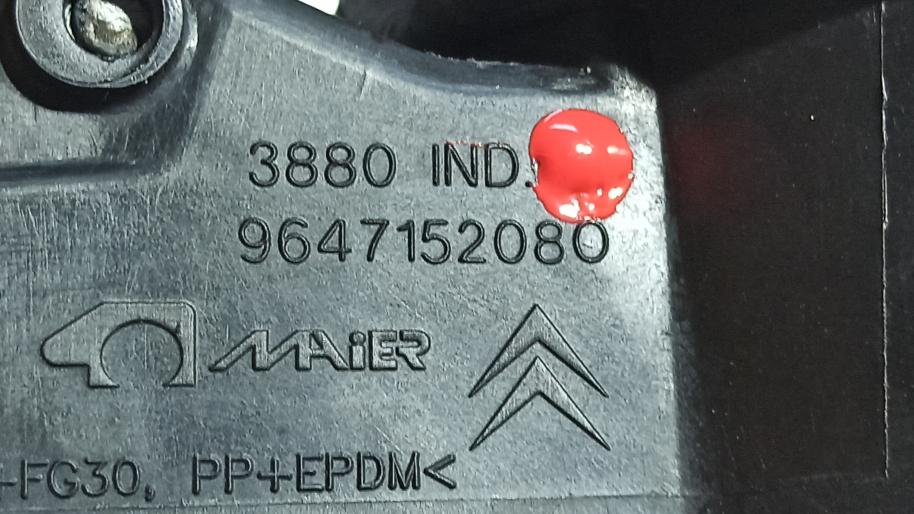 3880 IND.
9647152080
MAiER
-FG30, PP+EPDM<